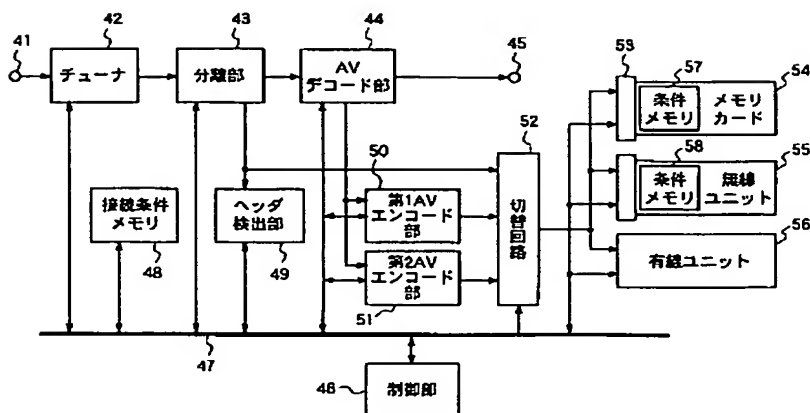 41
42
チューナ
43
分離部
44
AV
デコード部
45
52
切替回路
53
57
条件
メモリ
メモリ
カード
54
58
条件
メモリ
無線
ユニット
55
有線ユニット
56
50
第1AV
エンコード
部
第2AV
エンコード
部
51
接続条件
メモリ
48
ヘッダ
検出部
49
47
46
制御部